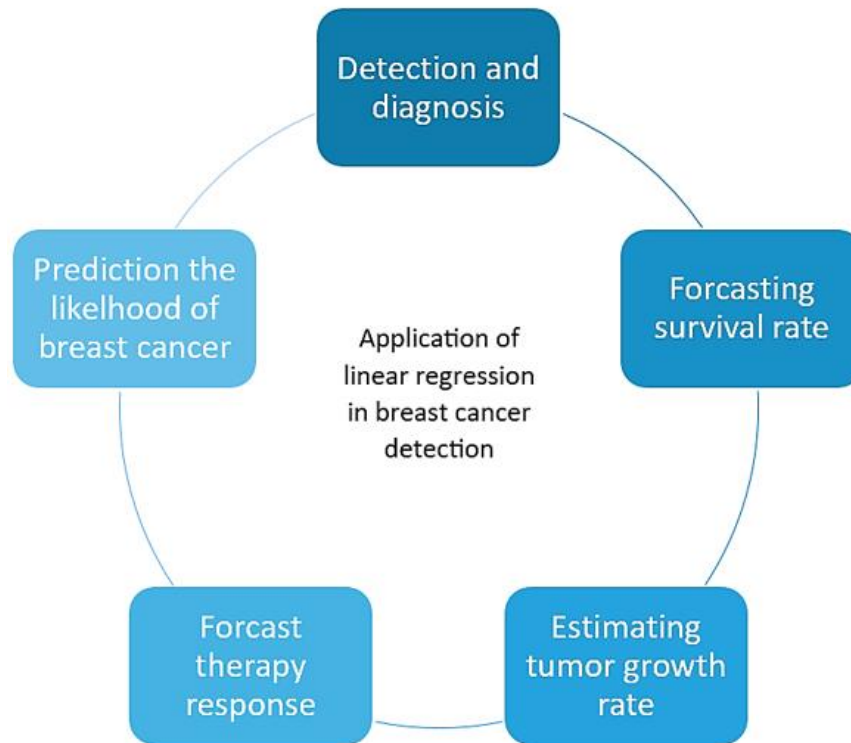 Detection and
diagnosis
Forcasting
survival rate
Estimating
tumor growth
rate
Forcast
therapy
response
Prediction the
likelhood of
breast cancer
Application of
linear regression
in breast cancer
detection